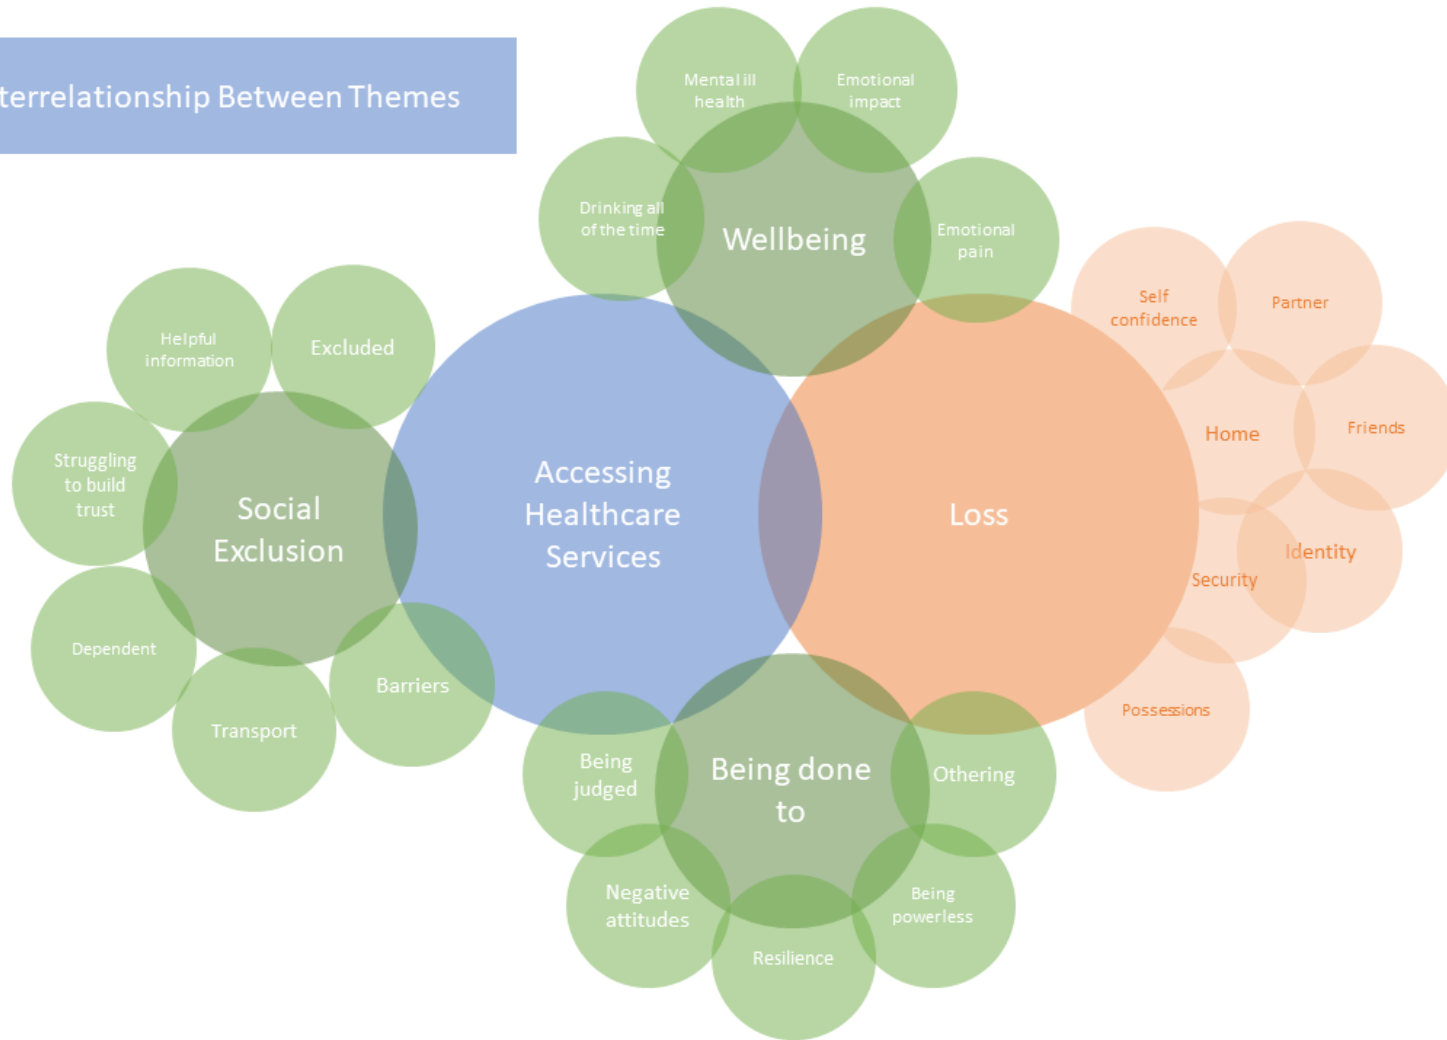 terrelationship Between Themes
Mental ill
health
Emotional
impact
Drinking all
of the time
Wellbeing
Emotional
pain
Self
confidence
Partner
Helpful
information
Excluded
Home
Friends
Struggling
to build
trust
Social
Exclusion
Accessing
Healthcare
Services
Loss
Identity
Security
Dependent
Barriers
Transport
Possessions
Being
judged
Being done
to
Othering
Negative
attitudes
Being
powerless
Resilience